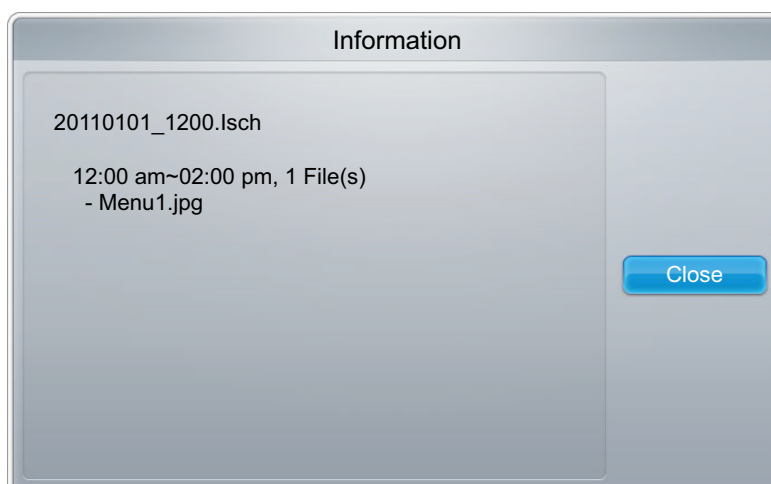 Information
20110101_1200.lsch
12:00 am~02:00 pm, 1 File(s)
- Menu1.jpg
Close